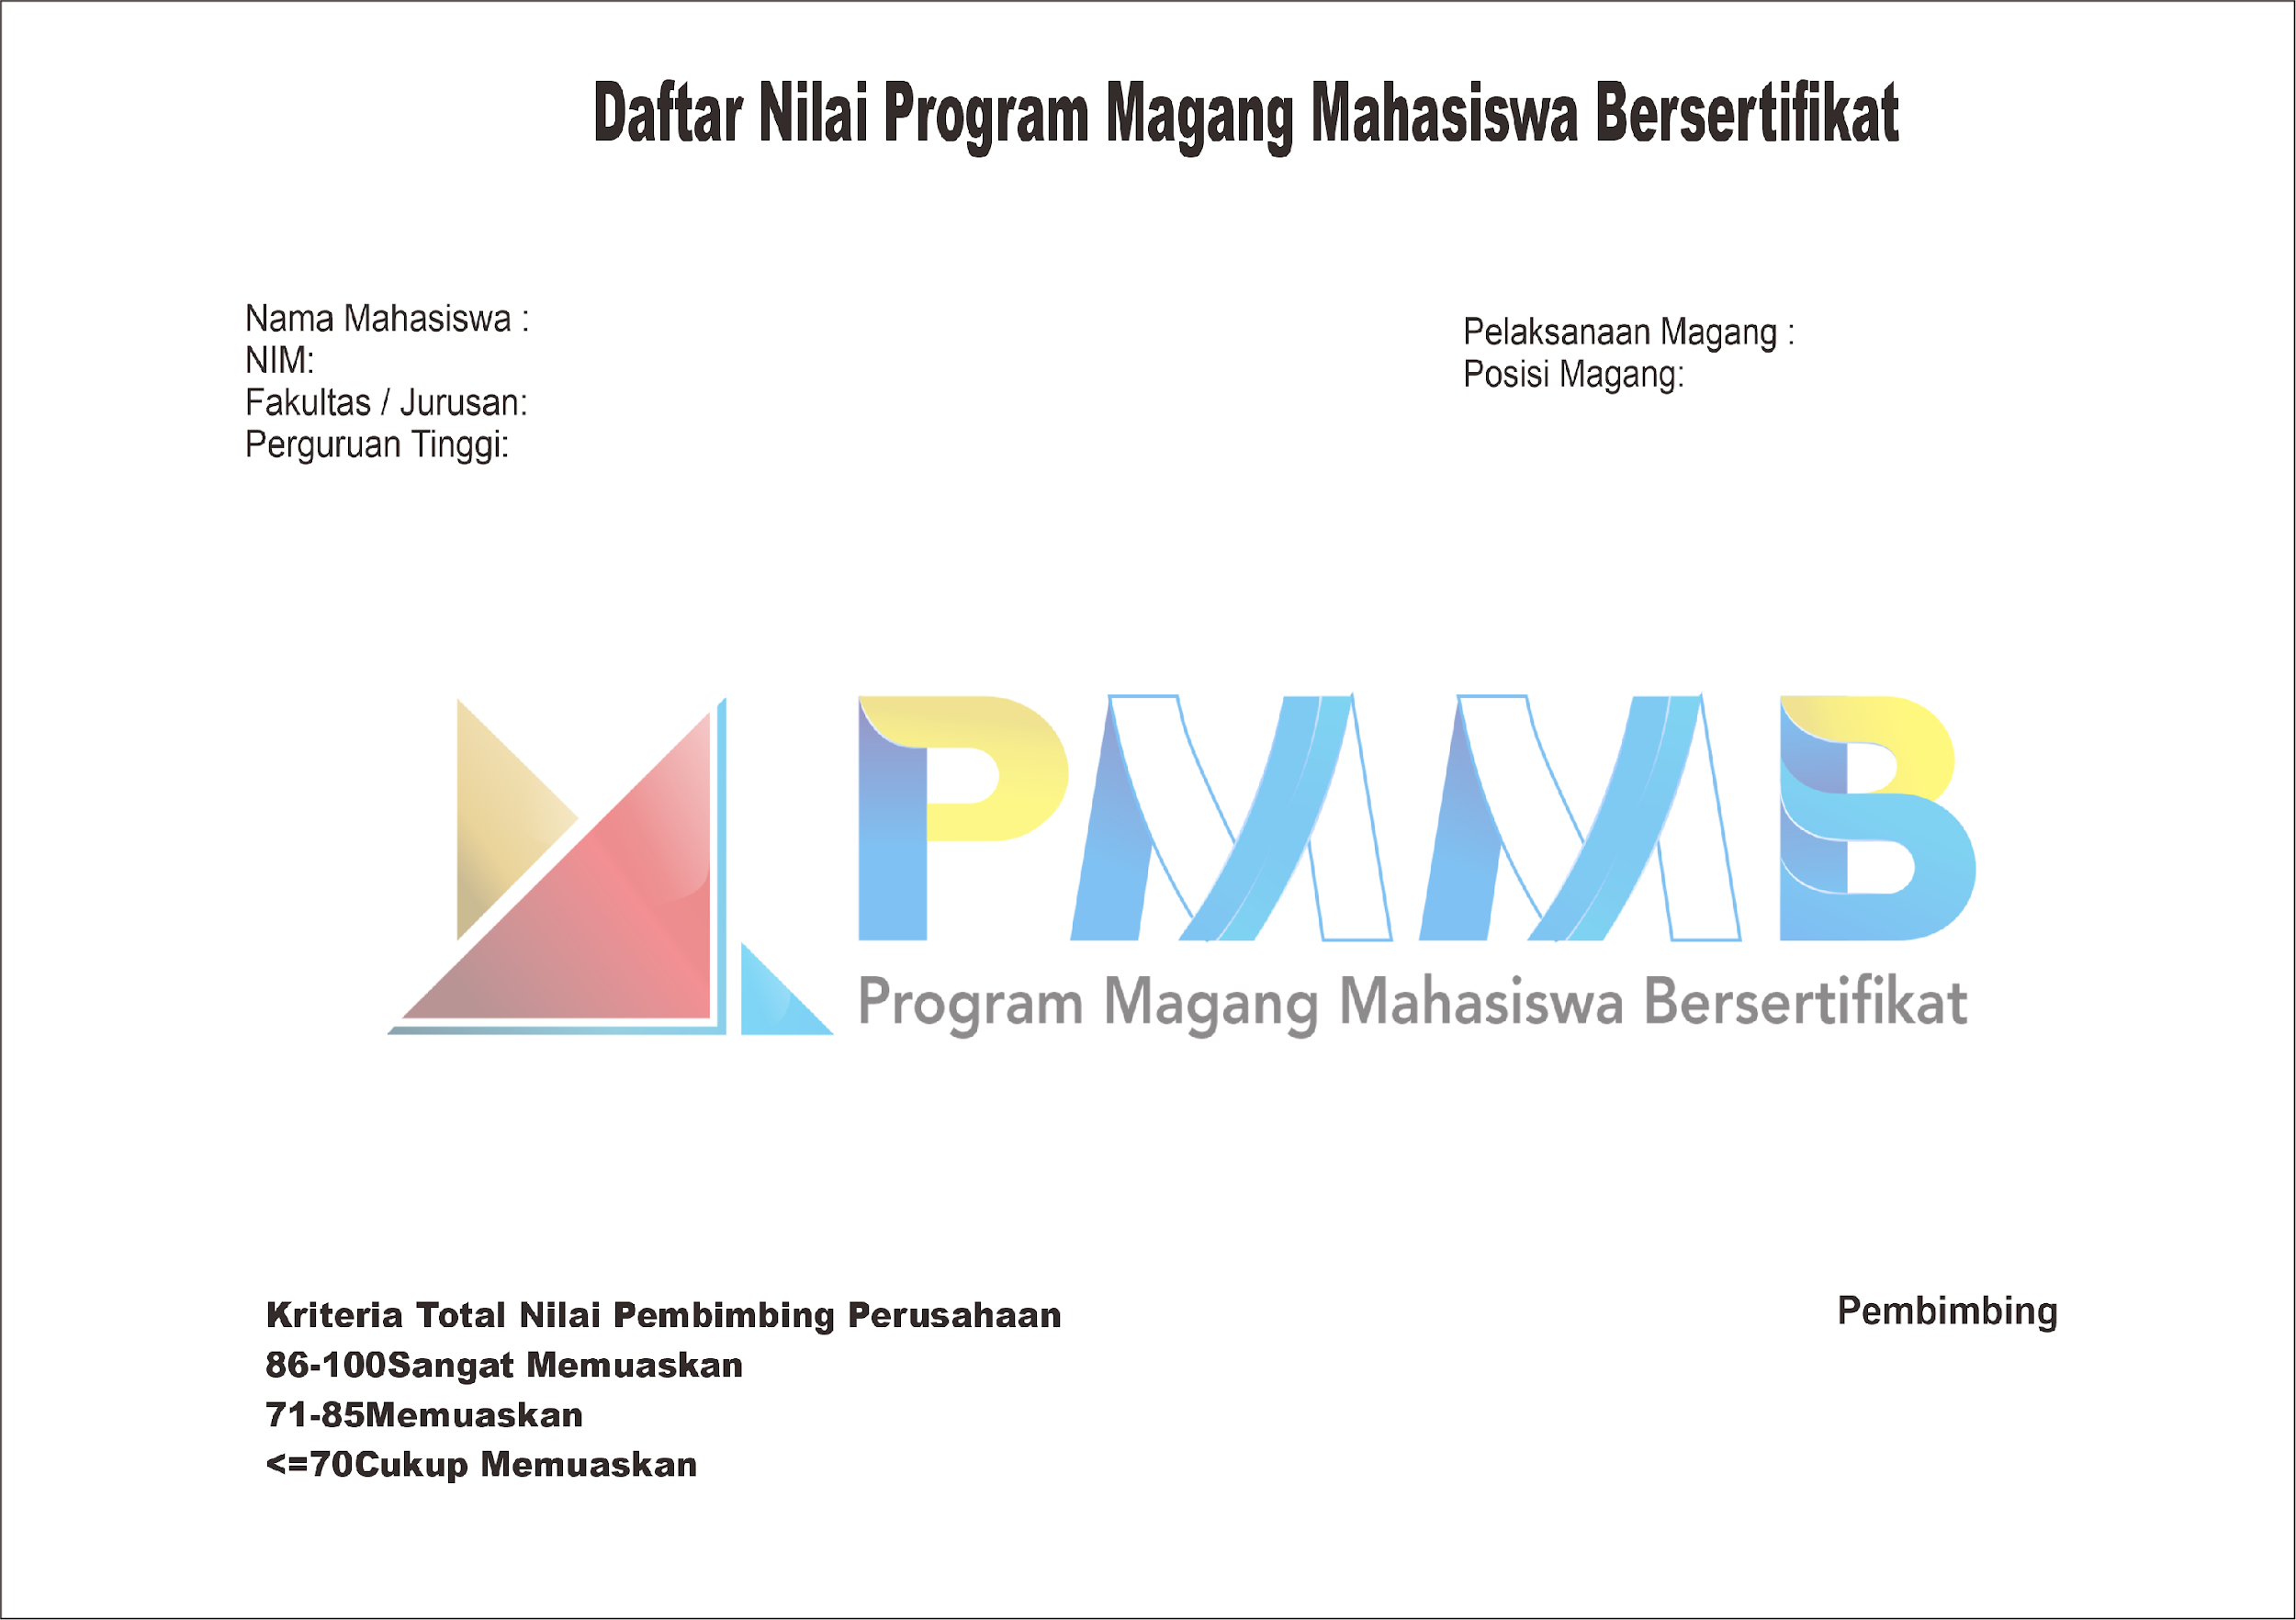 Daftar Nilai Program Magang Mahasiswa Bersertifikat
Nama Mahasiswa :
NIM:
Fakultas / Jurusan:
Perguruan Tinggi:
Pelaksanaan Magang :
Posisi Magang:
PMMB
Program Magang Mahasiswa Bersertifikat
Kriteria Total Nilai Pembimbing Perusahaan
86-100Sangat Memuaskan
71-85Memuaskan
<=70Cukup Memuaskan
Pembimbing